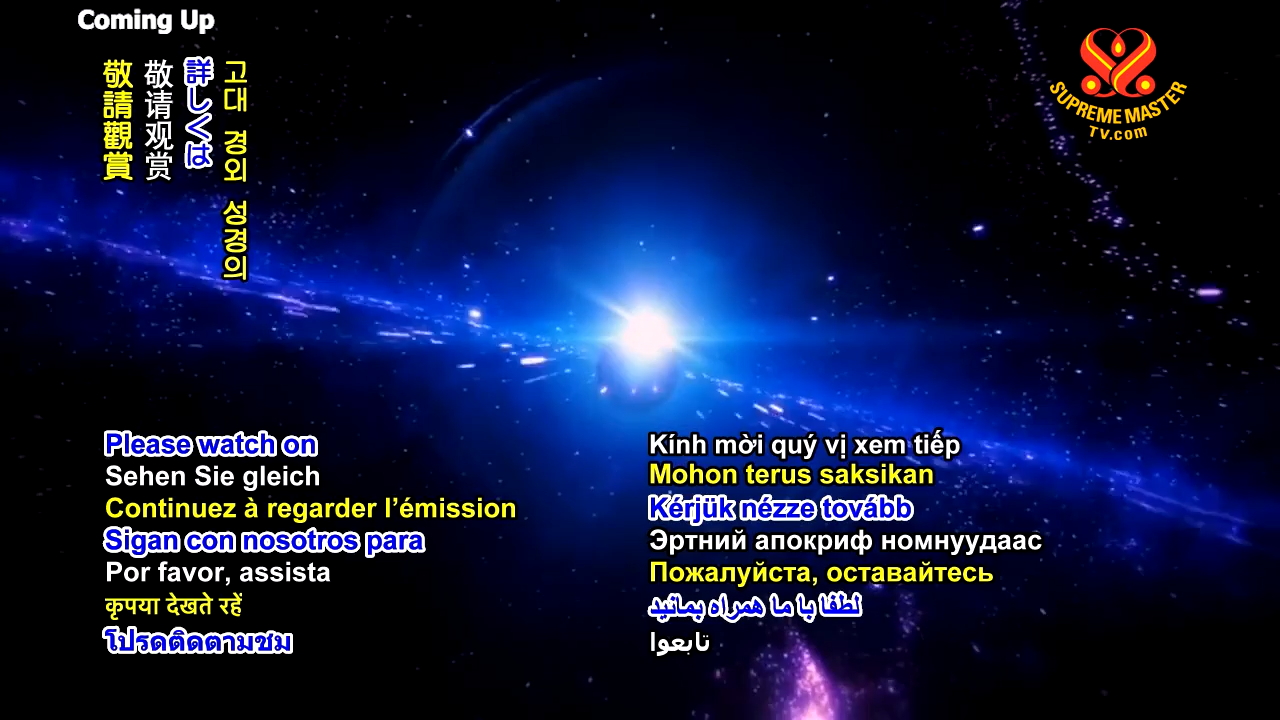 Coming Up
敬請觀賞
敬请观赏
詳しくは
고대 경외 성경의
SUPREME MASTER
TV.com
Please watch on
Sehen Sie gleich
Continuez à regarder l’émission
Sigan con nosotros para
Por favor, assista
कृपया देखते रहें
โปรดติดตามชม
Kính mời quý vị xem tiếp
Mohon terus saksikan
Kérjük nézze tovább
Эртний апокриф номнуудаас
Пожалуйста, оставайтесь
لطفا با ما همراه بمانید
تابعوا